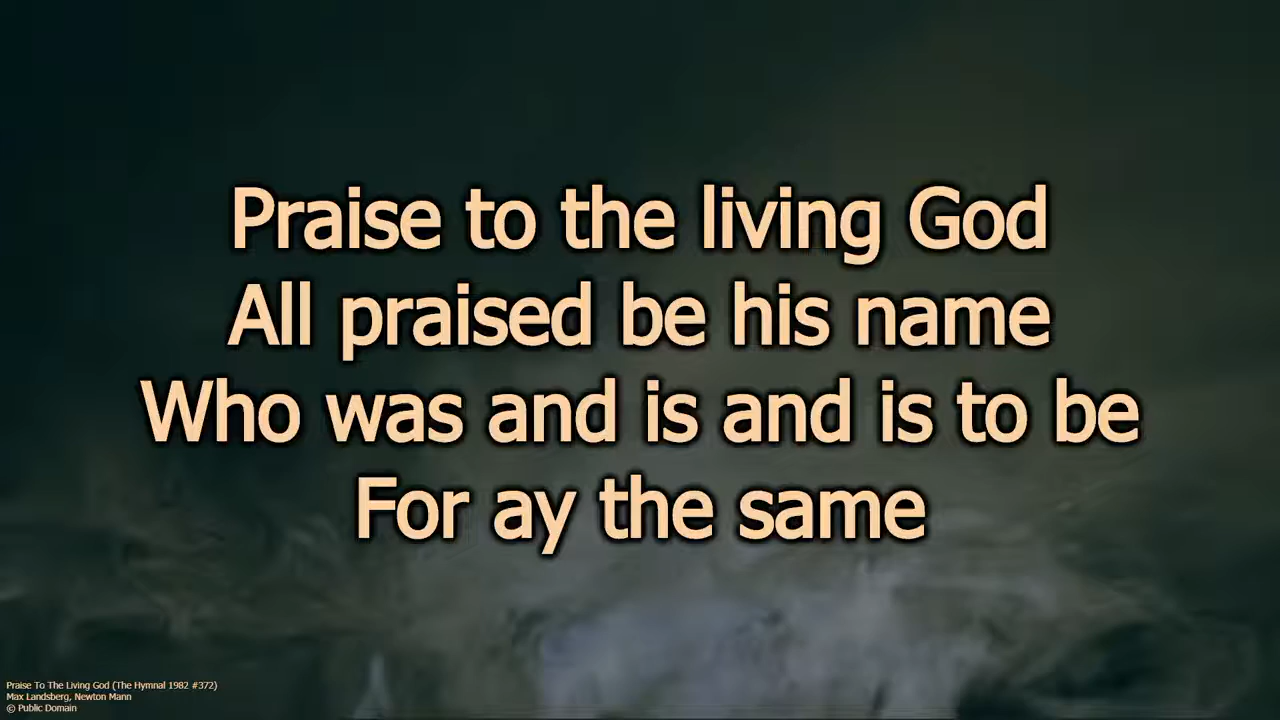 Praise to the living God
All praised be his name
Who was and is and is to be
For ay the same
Praise To The Living God (The Hymnal 1982 #372)
Max Landsberg, Newton Mann
© Public Domain